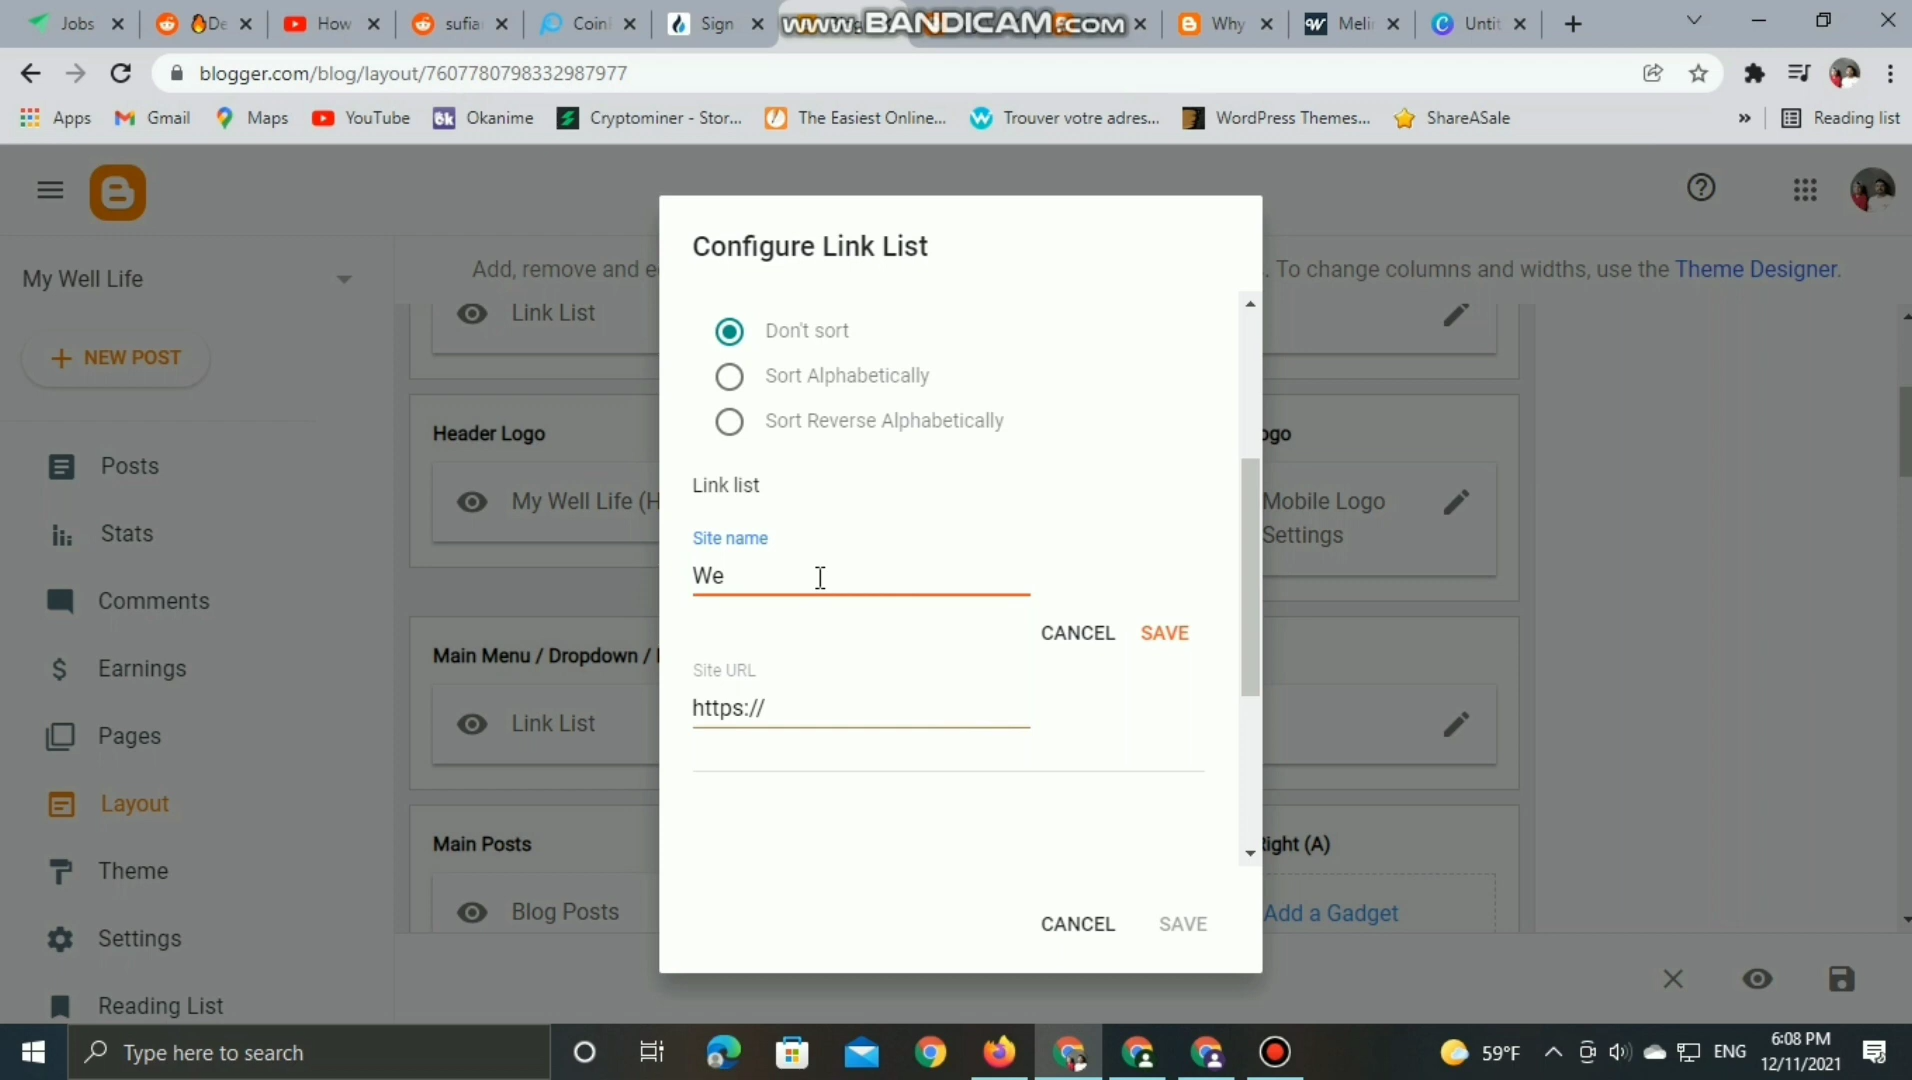 Jobs
De
How
sufia
Coin
Sign
www.BANDICAM.com
Why
Meli
Untit
blogger.com/blog/layout/7607780798332987977
Apps
Gmail
Maps
YouTube
Okanime
Cryptominer - Stor...
The Easiest Online...
Trouver votre adres...
WordPress Themes...
ShareASale
»
Reading list
My Well Life
Add, remove and e
. To change columns and widths, use the Theme Designer.
NEW POST
Posts
Stats
Comments
Earnings
Pages
Layout
Theme
Settings
Reading List
Link List
Header Logo
My Well Life (H
ogo
Mobile Logo
Settings
Main Menu / Dropdown /
Link List
Main Posts
Blog Posts
Right (A)
Add a Gadget
Configure Link List
Don't sort
Sort Alphabetically
Sort Reverse Alphabetically
Link list
Site name
We
CANCEL SAVE
Site URL
https://
CANCEL SAVE
Type here to search
59°F
ENG
6:08 PM
12/11/2021